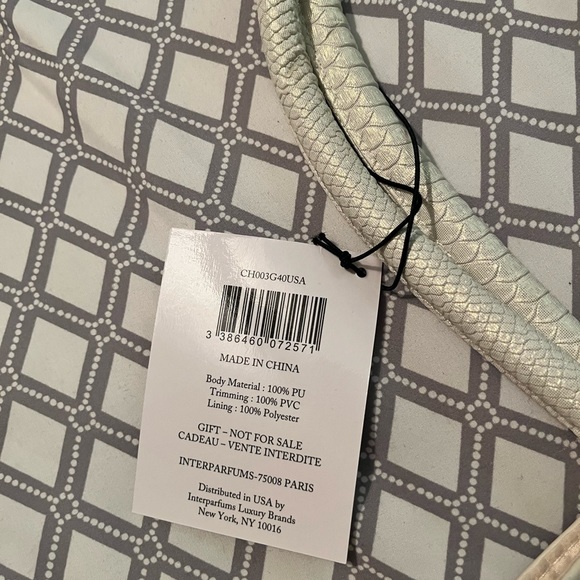 CH003G40USA
3 386460 072571
MADE IN CHINA
Body Material : 100% PU
Trimming : 100% PVC
Lining : 100% Polyester
GIFT – NOT FOR SALE
CADEAU – VENTE INTERDITE
INTERPARFUMS-75008 PARIS
Distributed in USA by
Interparfums Luxury Brands
New York, NY 10016